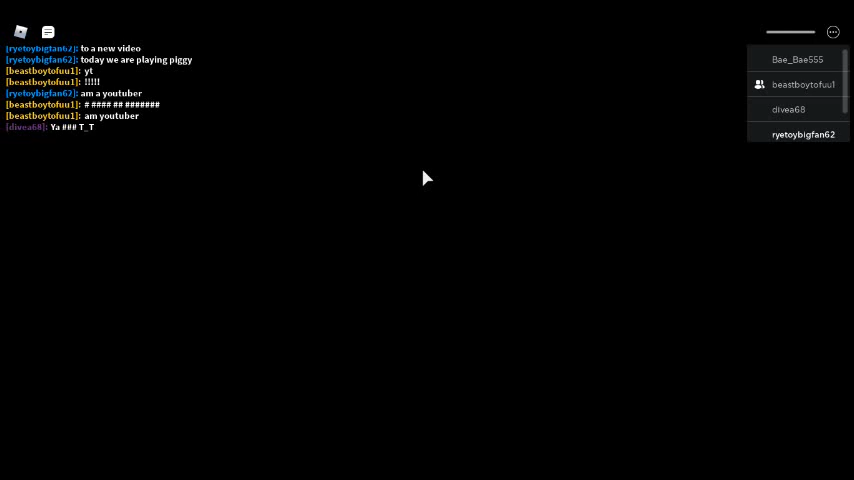 [ryetoybigfan62]: to a new video
[ryetoybigfan62]: today we are playing piggy
[beastboytofuu1]: yt
[beastboytofuu1]: !!!!!
[ryetoybigfan62]: am a youtuber
[beastboytofuu1]: # #### ## #######
[beastboytofuu1]: am youtuber
[divea68]: Ya ### T_T
Bae_Bae555
beastboytofuu1
divea68
ryetoybigfan62